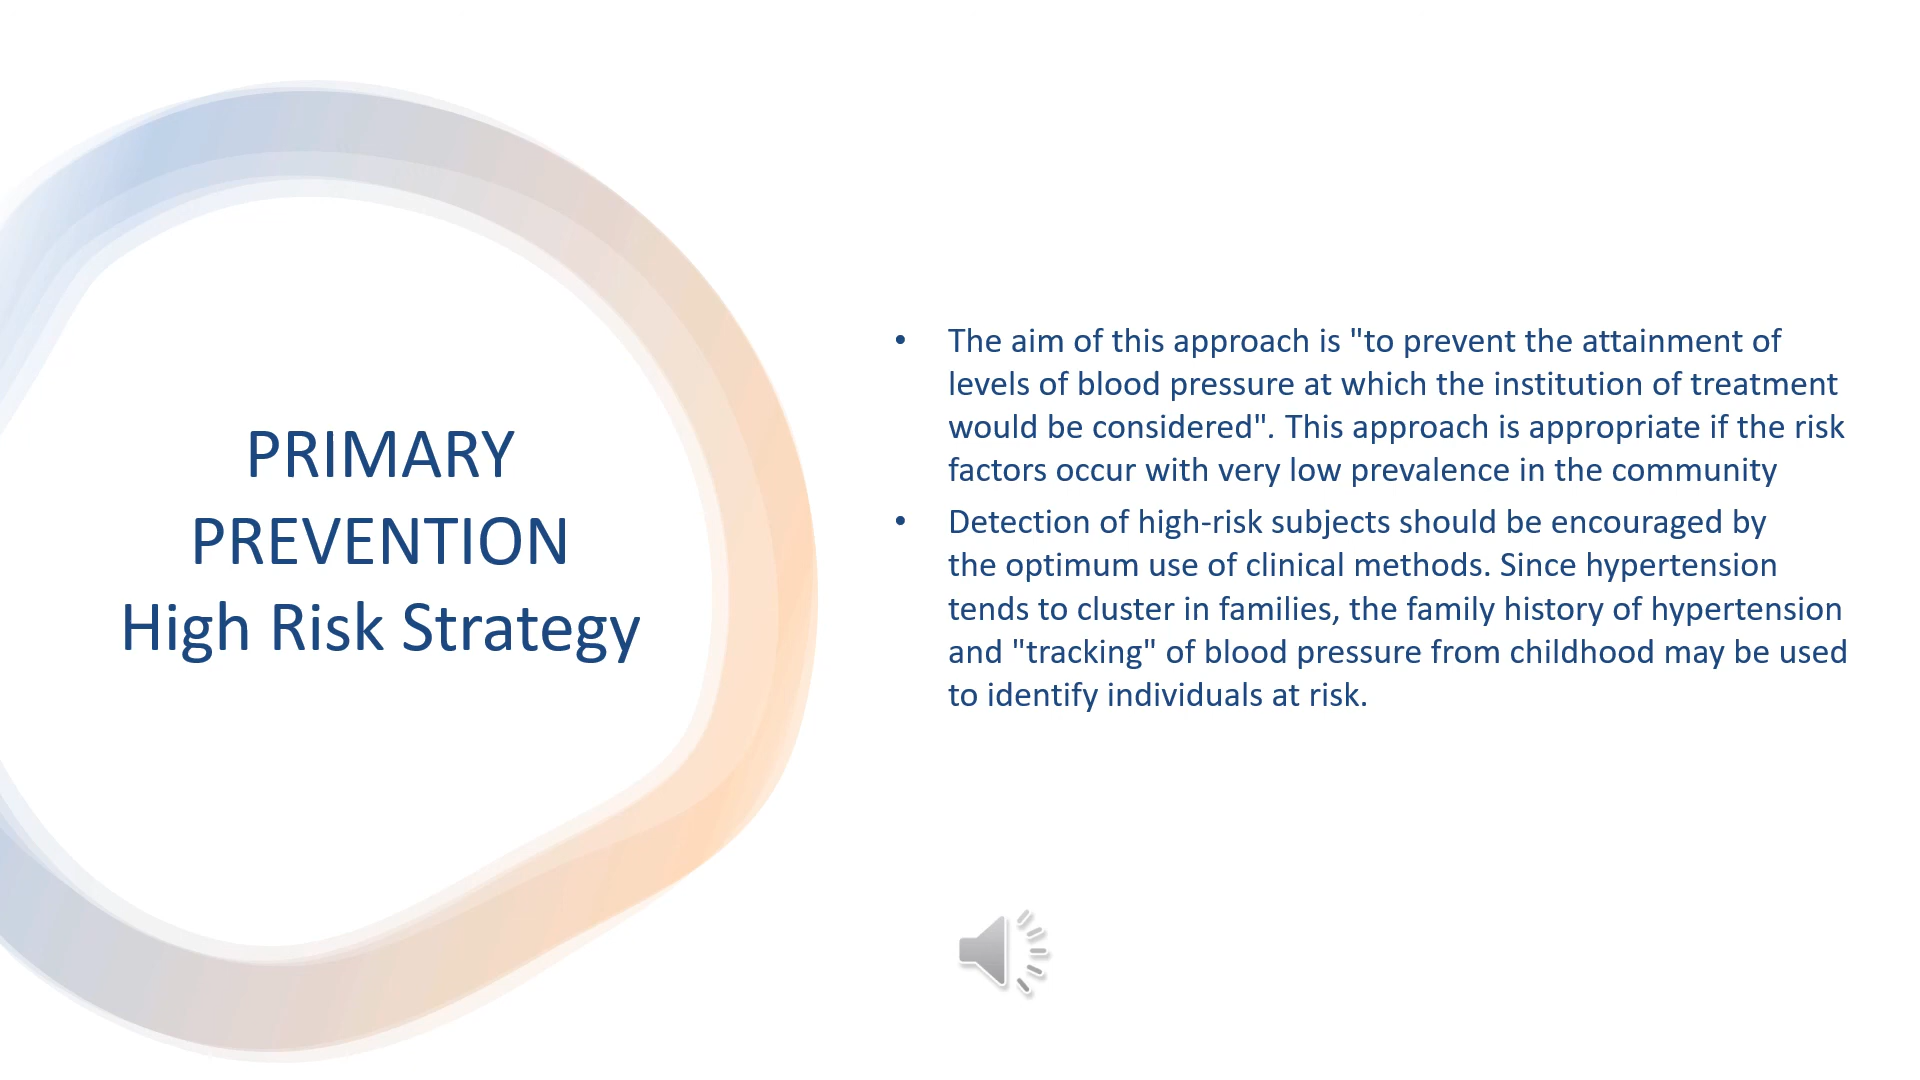 PRIMARY
PREVENTION
High Risk Strategy
• The aim of this approach is "to prevent the attainment of
levels of blood pressure at which the institution of treatment
would be considered". This approach is appropriate if the risk
factors occur with very low prevalence in the community
• Detection of high-risk subjects should be encouraged by
the optimum use of clinical methods. Since hypertension
tends to cluster in families, the family history of hypertension
and "tracking" of blood pressure from childhood may be used
to identify individuals at risk.